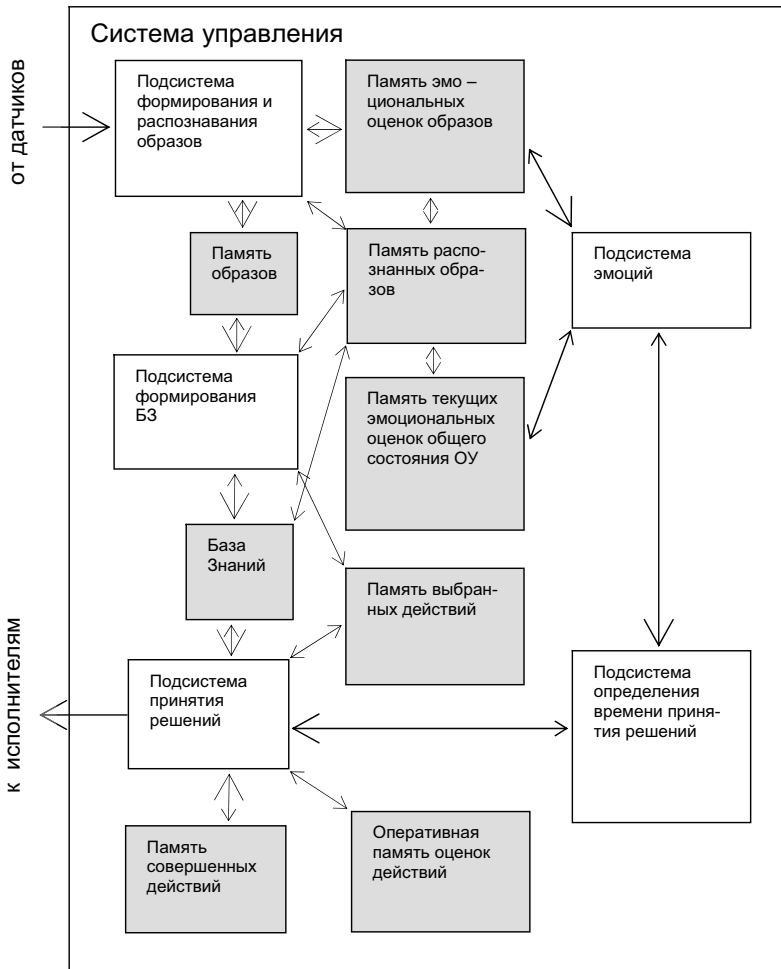 Система управления
от датчиков
Подсистема
формирования и
распознавания
образов
Память эмо –
циональных
оценок образов
Память
образов
Память распо-
знанных обра-
зов
Подсистема
эмоций
Подсистема
формирования
БЗ
Память текущих
эмоциональных
оценок общего
состояния ОУ
База
Знаний
Память выбран-
ных действий
к исполнителям
Подсистема
принятия
решений
Подсистема
определения
времени приня-
тия решений
Память
совершенных
действий
Оперативная
память оценок
действий